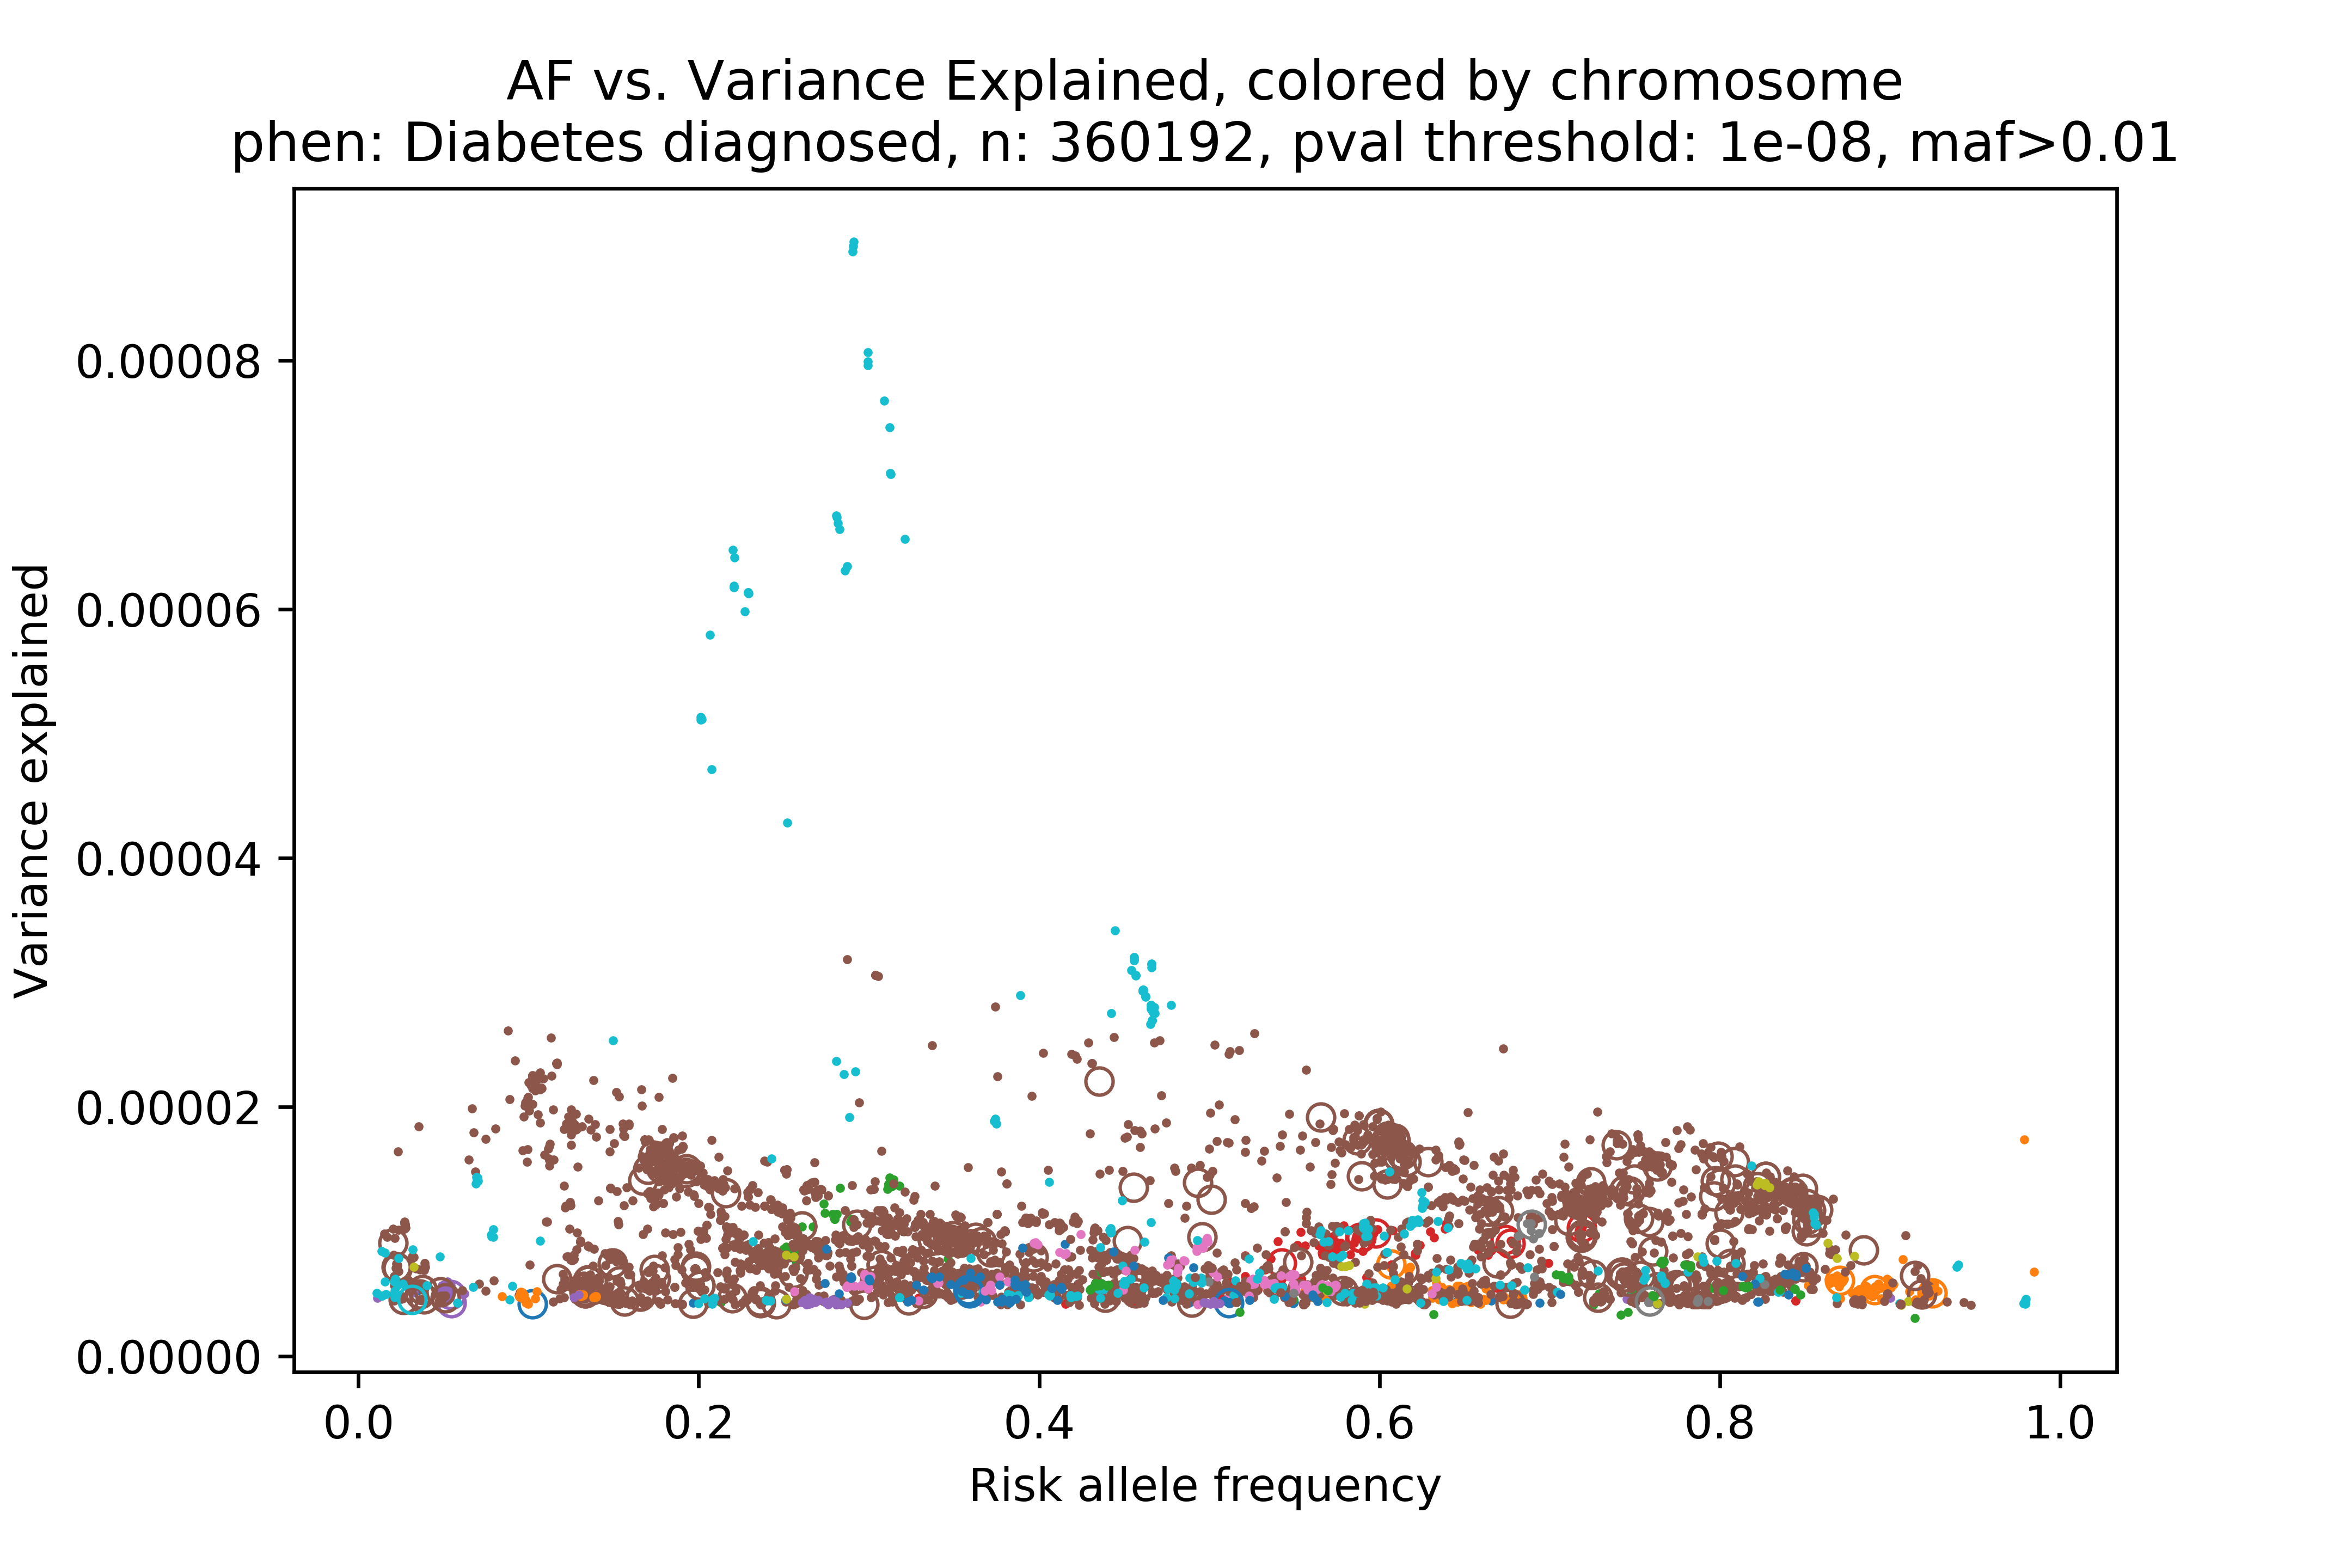 AF vs. Variance Explained, colored by chromosome
phen: Diabetes diagnosed, n: 360192, pval threshold: 1e-08, maf>0.01
Variance explained
0.00008
0.00006
0.00004
0.00002
0.00000
0.0 0.2 0.4 0.6 0.8 1.0
Risk allele frequency